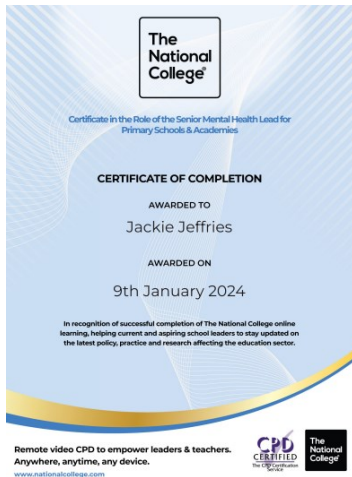 The
National
College®
Certificate in the Role of the Senior Mental Health Lead for
Primary Schools & Academies
CERTIFICATE OF COMPLETION
AWARDED TO
Jackie Jeffries
AWARDED ON
9th January 2024
In recognition of successful completion of The National College online
learning, helping current and aspiring school leaders to stay updated on
the latest policy, practice and research affecting the education sector.
Remote video CPD to empower leaders & teachers.
Anywhere, anytime, any device.
www.nationalcollege.com
CPD
CERTIFIED
The CPD Certification
Service
The
National
College®